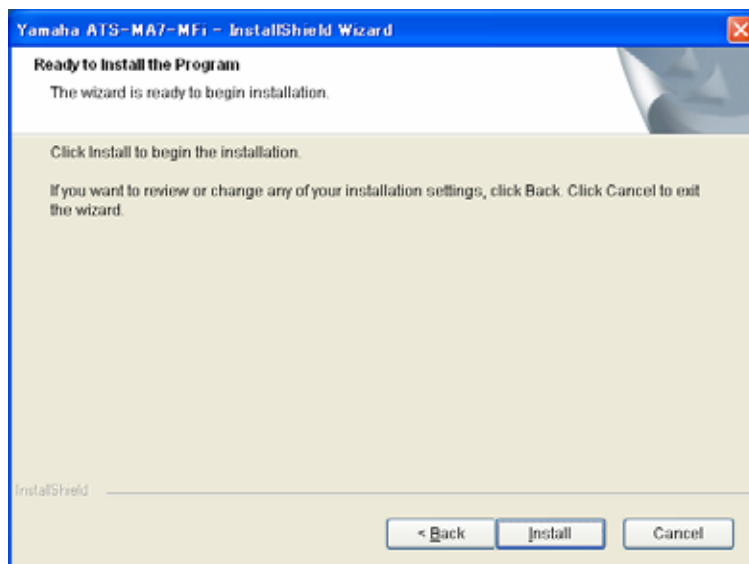 Yamaha ATS-MA7-MFi - InstallShield Wizard
Ready to Install the Program
The wizard is ready to begin installation.
Click Install to begin the installation.
If you want to review or change any of your installation settings, click Back. Click Cancel to exit
the wizard.
InstallShield
< Back
Install
Cancel